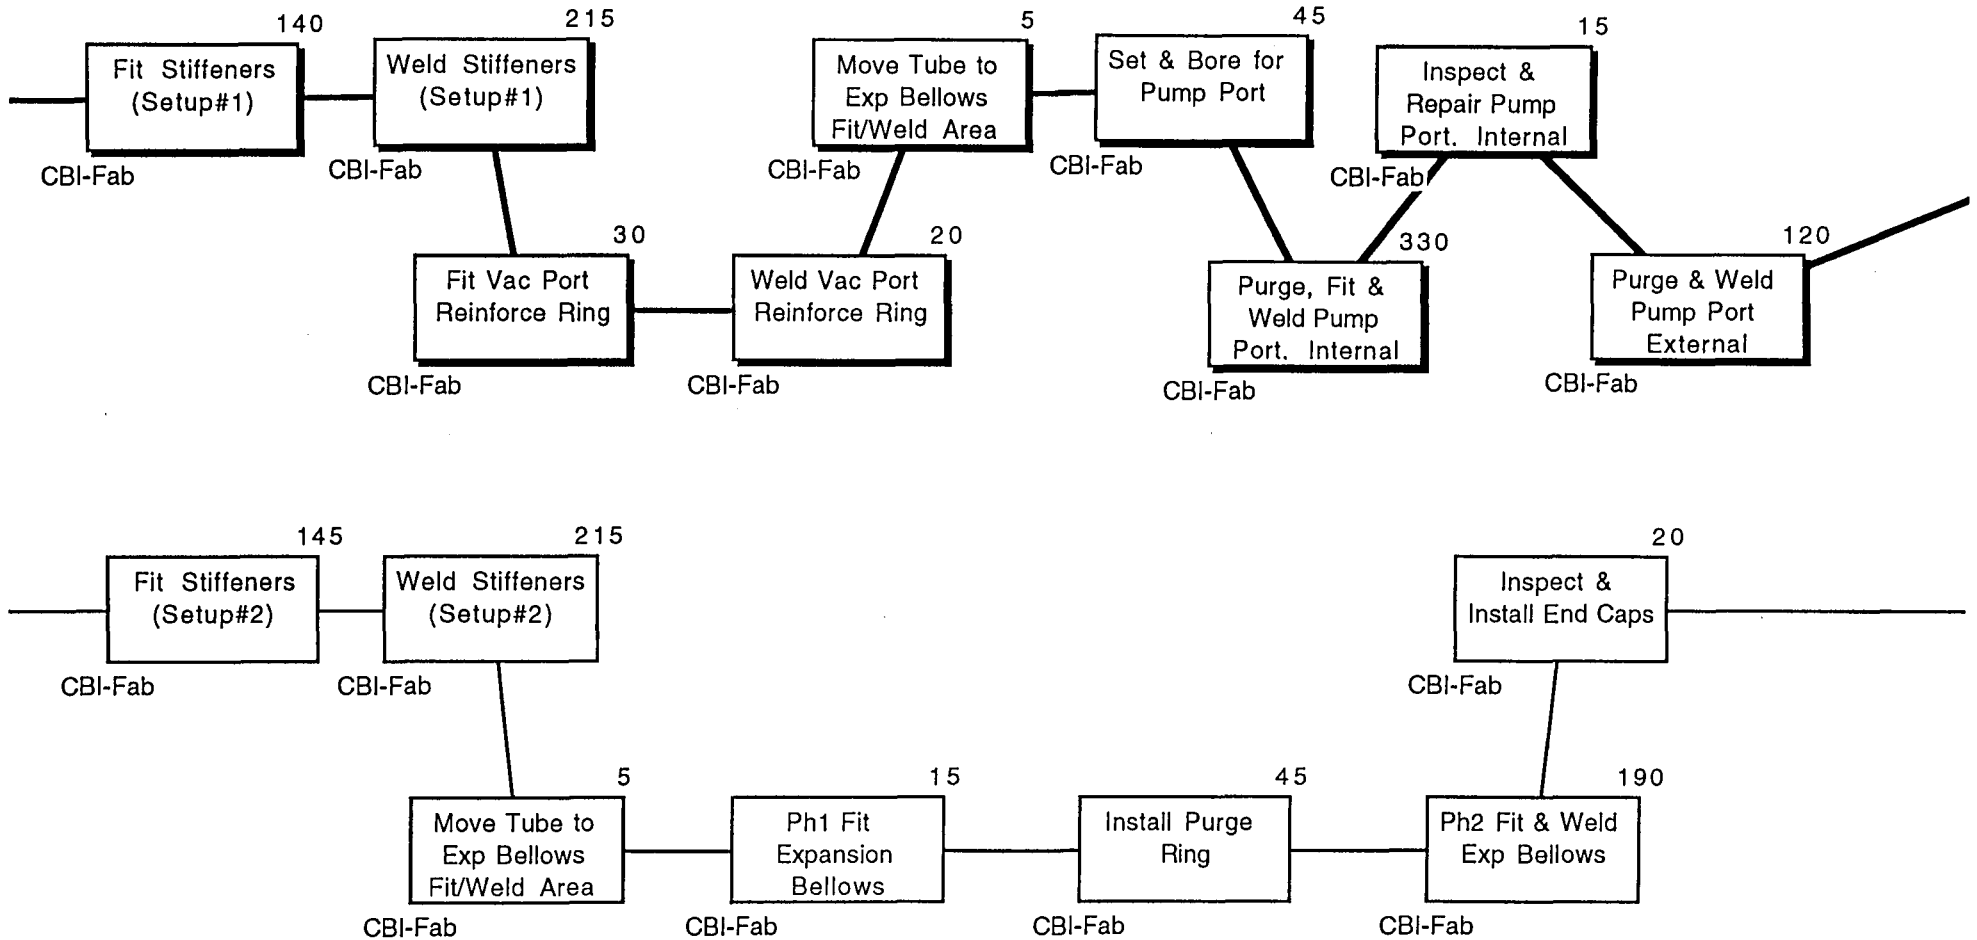 140
Fit Stiffeners
(Setup#1)
CBI-Fab
215
Weld Stiffeners
(Setup#1)
CBI-Fab
30
Fit Vac Port
Reinforce Ring
CBI-Fab
20
Weld Vac Port
Reinforce Ring
CBI-Fab
5
Move Tube to
Exp Bellows
Fit/Weld Area
CBI-Fab
45
Set & Bore for
Pump Port
CBI-Fab
330
Purge, Fit &
Weld Pump
Port. Internal
CBI-Fab
15
Inspect &
Repair Pump
Port. Internal
CBI-Fab
120
Purge & Weld
Pump Port
External
CBI-Fab
145
Fit Stiffeners
(Setup#2)
CBI-Fab
215
Weld Stiffeners
(Setup#2)
CBI-Fab
5
Move Tube to
Exp Bellows
Fit/Weld Area
CBI-Fab
15
Ph1 Fit
Expansion
Bellows
CBI-Fab
45
Install Purge
Ring
CBI-Fab
190
Ph2 Fit & Weld
Exp Bellows
CBI-Fab
20
Inspect &
Install End Caps
CBI-Fab